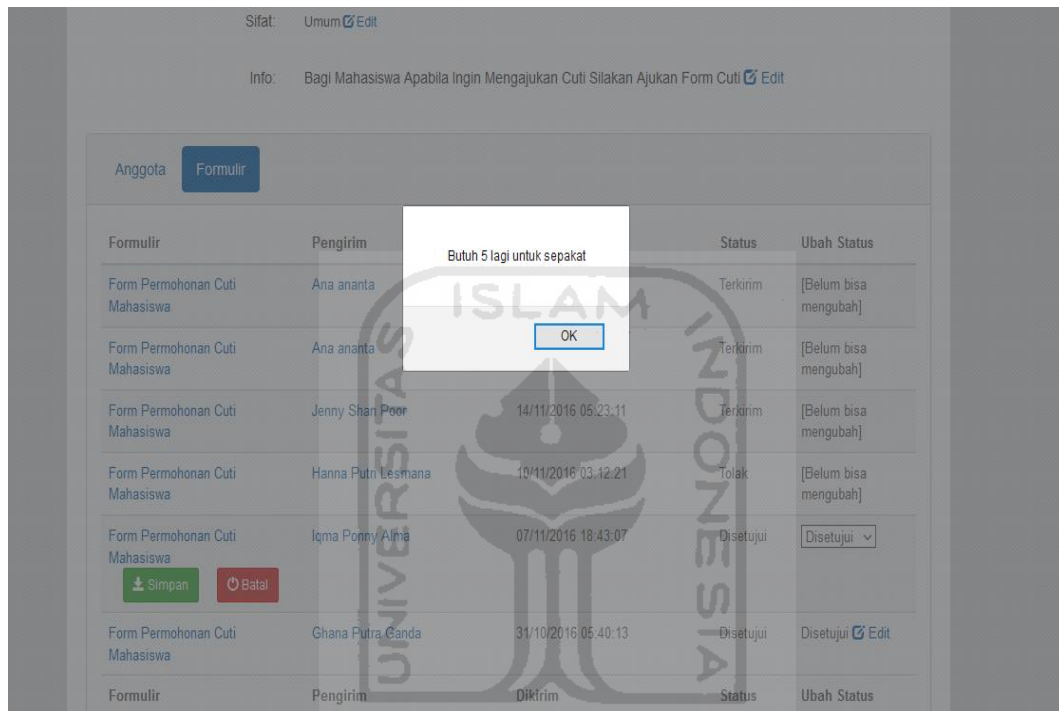 Sifat: Umum Edit
Info: Bagi Mahasiswa Apabila Ingin Mengajukan Cuti Silakan Ajukan Form Cuti Edit
Anggota Formulir
Formulir Pengirim Status Ubah Status
Butuh 5 lagi untuk sepakat
OK
Form Permohonan Cuti Mahasiswa Ana ananta Terkirim [Belum bisa mengubah]
Form Permohonan Cuti Mahasiswa Ana ananta Terkirim [Belum bisa mengubah]
Form Permohonan Cuti Mahasiswa Jenny Shan Poor 14/11/2016 05:23:11 Terkirim [Belum bisa mengubah]
Form Permohonan Cuti Mahasiswa Hanna Putri Lesmana 10/11/2016 03:12:21 Tolak [Belum bisa mengubah]
Form Permohonan Cuti Mahasiswa Iqma Ponny Alma 07/11/2016 18:43:07 Disetujui Disetujui
Simpan Batal
Form Permohonan Cuti Mahasiswa Ghana Putra Ganda 31/10/2016 05:40:13 Disetujui Disetujui Edit
Formulir Pengirim Dikirim Status Ubah Status
UNIVERSITAS ISLAM INDONESIA